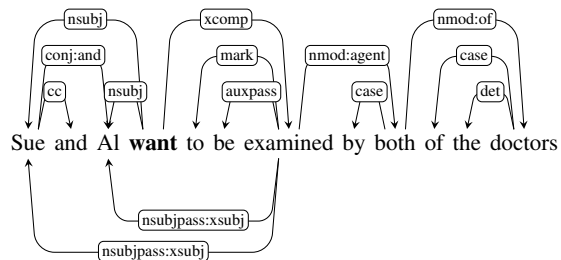 nsubj xcomp nmod:of
conj:and mark nmod:agent case
cc nsubj auxpass case det
Sue and Al want to be examined by both of the doctors
nsubjpass:xsubj
nsubjpass:xsubj